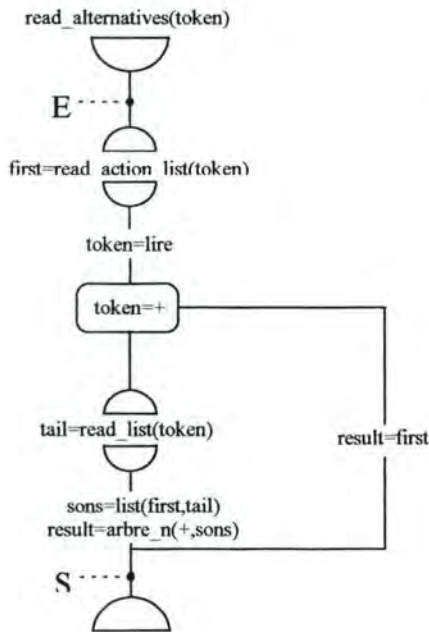 read_alternatives(token)
E
first=read_action_list(token)
token=lire
token=+
tail=read_list(token)
result=first
sons=list(first,tail)
result=arbre_n(+,sons)
S